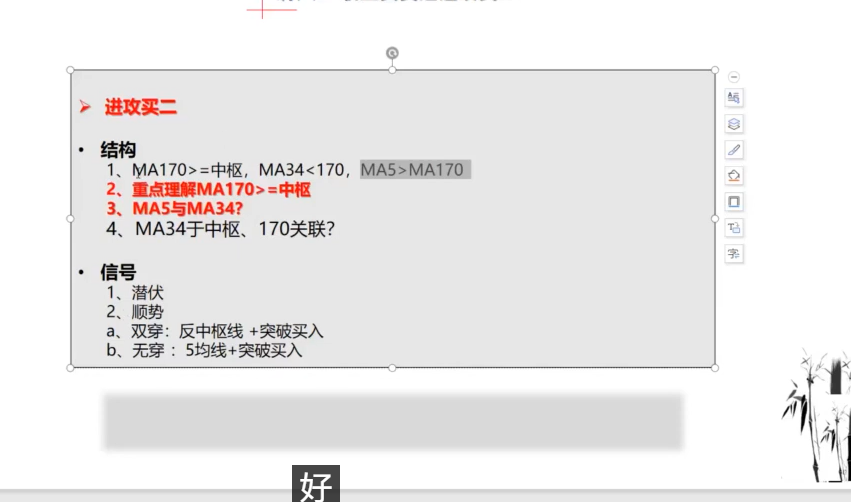 进攻买二
结构
1、MA170>=中枢，MA34<170，MA5>MA170
2、重点理解MA170>=中枢
3、MA5与MA34?
4、MA34于中枢、170关联?
信号
1、潜伏
2、顺势
a、双穿：反中枢线 +突破买入
b、无穿 ：5均线+突破买入
好